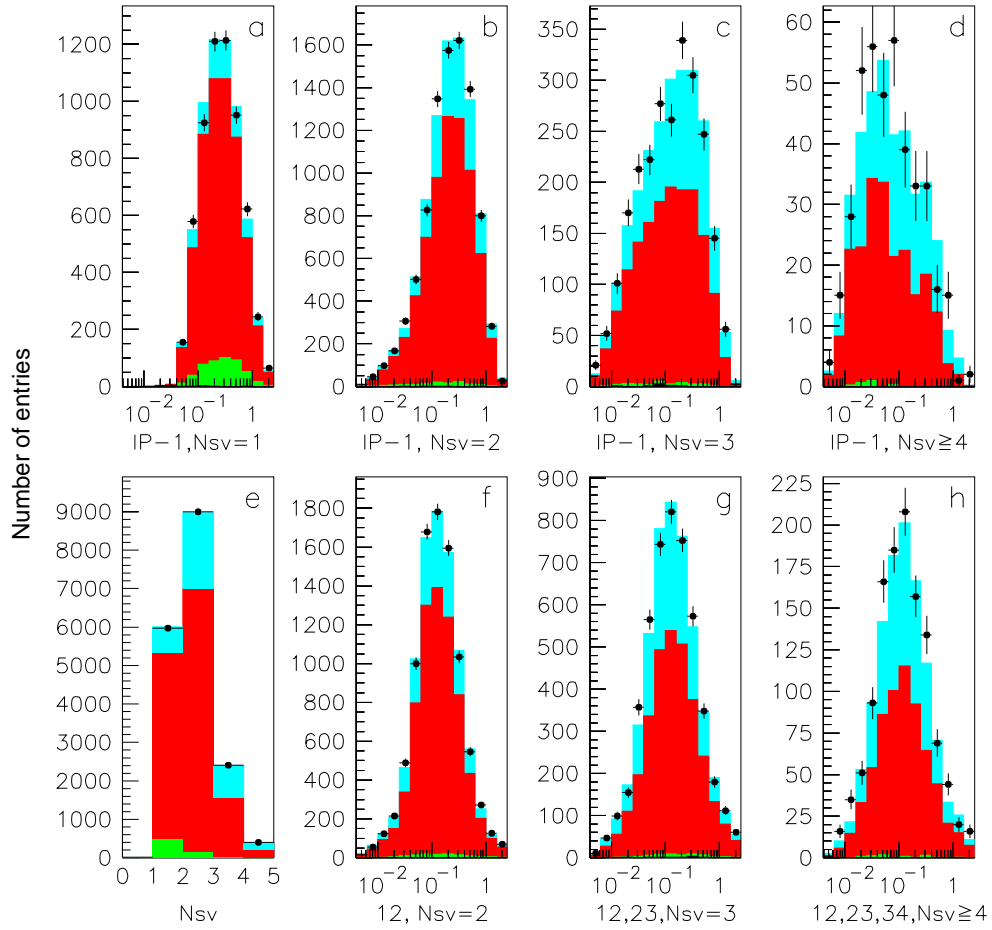 Number of entries
a
1200
1000
800
600
400
200
0
10⁻² 10⁻¹ 1
IP-1,Nsv=1
b
1600
1400
1200
1000
800
600
400
200
0
10⁻² 10⁻¹ 1
IP-1, Nsv=2
c
350
300
250
200
150
100
50
0
10⁻² 10⁻¹ 1
IP-1, Nsv=3
d
60
50
40
30
20
10
0
10⁻² 10⁻¹ 1
IP-1, Nsv≧4
e
9000
8000
7000
6000
5000
4000
3000
2000
1000
0
0 1 2 3 4 5
Nsv
f
1800
1600
1400
1200
1000
800
600
400
200
0
10⁻² 10⁻¹ 1
12, Nsv=2
g
900
800
700
600
500
400
300
200
100
0
10⁻² 10⁻¹ 1
12,23,Nsv=3
h
225
200
175
150
125
100
75
50
25
0
10⁻² 10⁻¹ 1
12,23,34,Nsv≧4